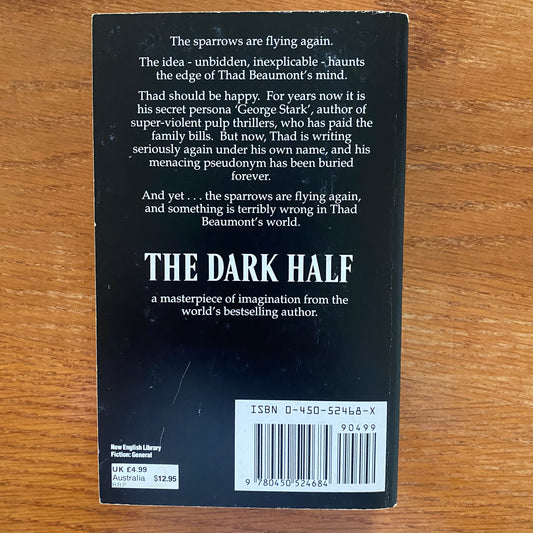 The sparrows are flying again.
The idea - unbidden, inexplicable - haunts
the edge of Thad Beaumont's mind.
Thad should be happy. For years now it is
his secret persona 'George Stark', author of
super-violent pulp thrillers, who has paid the
family bills. But now, Thad is writing
seriously again under his own name, and his
menacing pseudonym has been buried
forever.
And yet . . . the sparrows are flying again,
and something is terribly wrong in Thad
Beaumont's world.
THE DARK HALF
a masterpiece of imagination from the
world's bestselling author.
ISBN 0-450-52468-X
90499
9 780450 524684
New English Library
Fiction: General
UK £4.99
Australia $12.95
R.R.P.